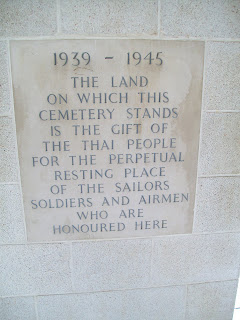 1939 - 1945
THE LAND
ON WHICH THIS
CEMETERY STANDS
IS THE GIFT OF
THE THAI PEOPLE
FOR THE PERPETUAL
RESTING PLACE
OF THE SAILORS
SOLDIERS AND AIRMEN
WHO ARE
HONOURED HERE